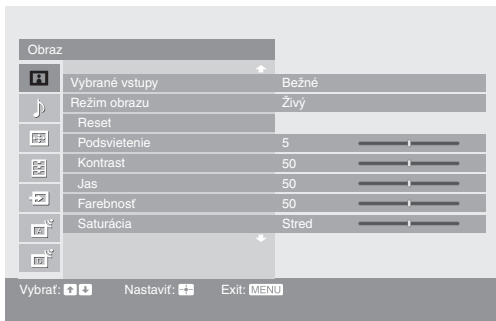 Obraz
Vybrané vstupy Bežné
Režim obrazu Živý
Reset
Podsvietenie 5
Kontrast 50
Jas 50
Farebnosť 50
Saturácia Stred
Vybrať: Nastaviť: Exit: MENU